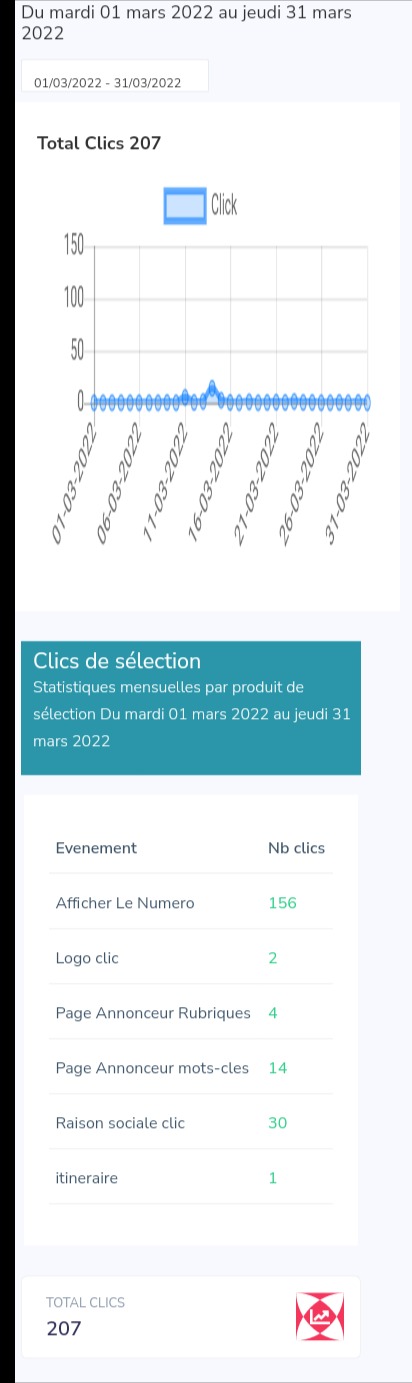 Du mardi 01 mars 2022 au jeudi 31 mars
2022
01/03/2022 - 31/03/2022
Total Clics 207
Click
150
100
50
0
01-03-2022
06-03-2022
11-03-2022
16-03-2022
21-03-2022
26-03-2022
31-03-2022
Clics de sélection
Statistiques mensuelles par produit de
sélection Du mardi 01 mars 2022 au jeudi 31
mars 2022
Evenement Nb clics
Afficher Le Numero 156
Logo clic 2
Page Annonceur Rubriques 4
Page Annonceur mots-cles 14
Raison sociale clic 30
itineraire 1
TOTAL CLICS
207